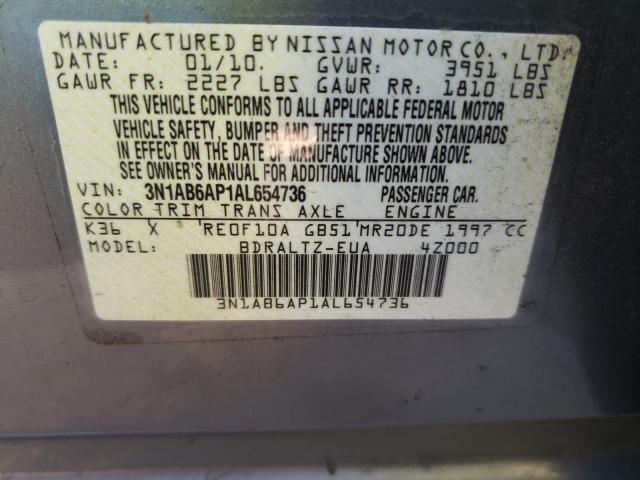 MANUFACTURED BY NISSAN MOTOR CO., LTD.
DATE: 01/10. GVWR: 3951 LBS
GAWR FR: 2227 LBS GAWR RR: 1810 LBS
THIS VEHICLE CONFORMS TO ALL APPLICABLE FEDERAL MOTOR
VEHICLE SAFETY, BUMPER AND THEFT PREVENTION STANDARDS
IN EFFECT ON THE DATE OF MANUFACTURE SHOWN ABOVE.
SEE OWNER'S MANUAL FOR ADDITIONAL INFORMATION.
VIN: 3N1AB6AP1AL654736 PASSENGER CAR.
COLOR TRIM TRANS AXLE ENGINE
K36 X RE0F10A GB51 MR20DE 1997 CC
MODEL: BDRALTZ-EUA 4Z000
3N1AB6AP1AL654736